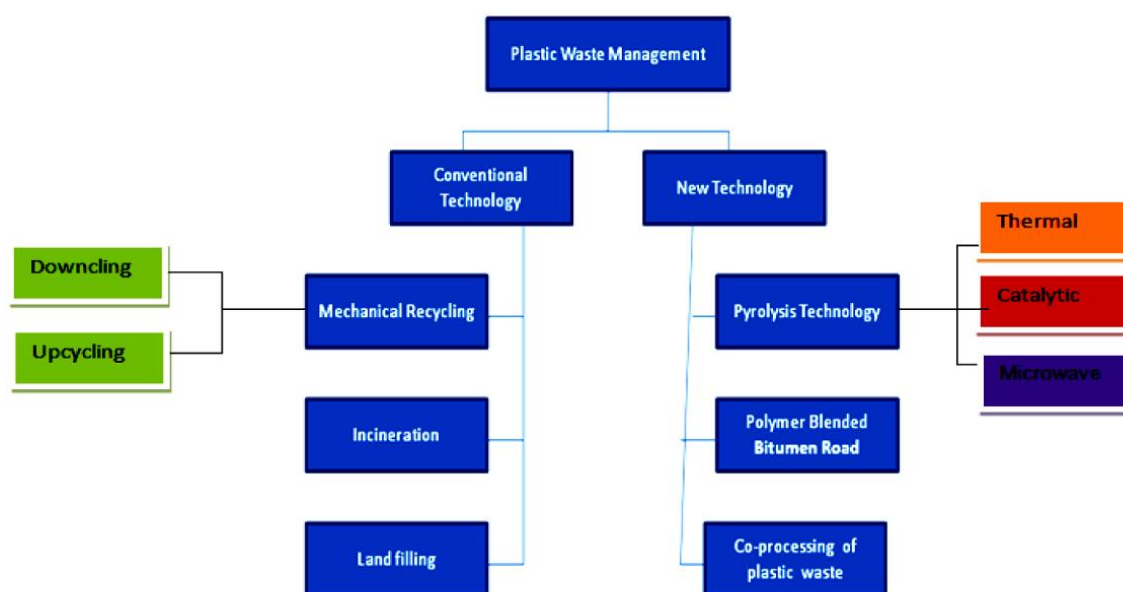 Plastic Waste Management
Conventional
Technology
New Technology
Downcling
Upcycling
Mechanical Recycling
Incineration
Land filling
Pyrolysis Technology
Polymer Blended
Bitumen Road
Co-processing of
plastic waste
Thermal
Catalytic
Microwave